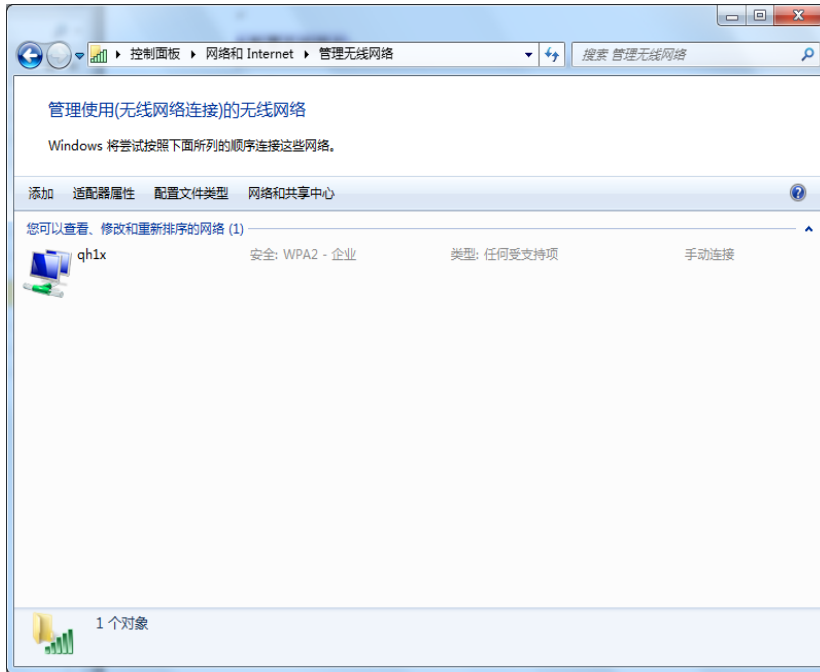 控制面板 网络和 Internet 管理无线网络 搜索 管理无线网络
管理使用(无线网络连接)的无线网络
Windows 将尝试按照下面所列的顺序连接这些网络。
添加 适配器属性 配置文件类型 网络和共享中心
您可以查看、修改和重新排序的网络 (1)
qh1x 安全: WPA2 - 企业 类型: 任何受支持项 手动连接
1 个对象